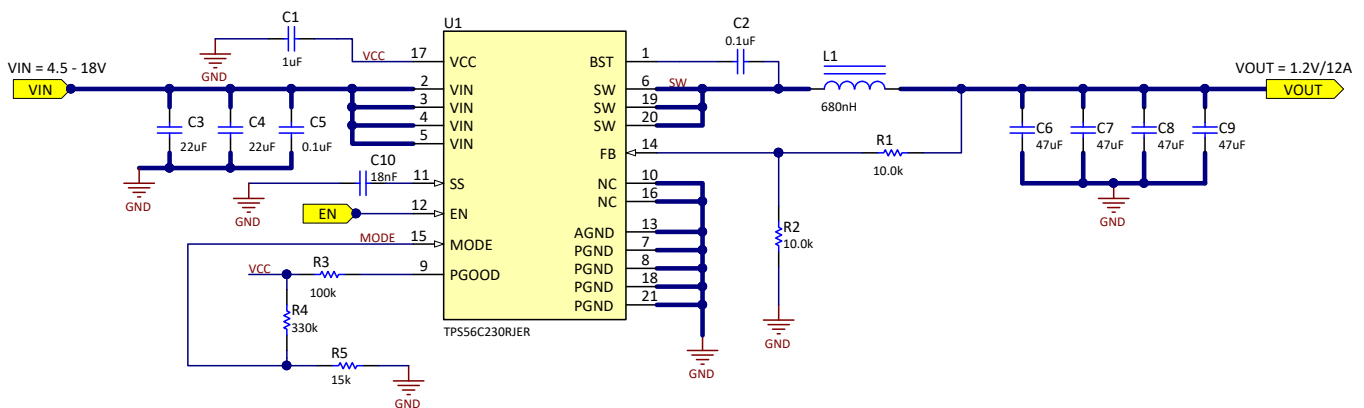 U1
C1
1uF
GND
VCC
17
VCC
VIN = 4.5 - 18V
VIN
C3
22uF
C4
22uF
C5
0.1uF
GND
2
VIN
3
VIN
4
VIN
5
VIN
C10
18nF
GND
11
SS
EN
12
EN
MODE
15
MODE
VCC
R3
100k
9
PGOOD
R4
330k
R5
15k
GND
TPS56C230RJER
BST
1
C2
0.1uF
SW
6
SW
SW
19
SW
20
L1
680nH
VOUT = 1.2V/12A
VOUT
FB
14
R1
10.0k
R2
10.0k
GND
C6
47uF
C7
47uF
C8
47uF
C9
47uF
GND
NC
10
NC
16
AGND
13
PGND
7
PGND
8
PGND
18
PGND
21
GND